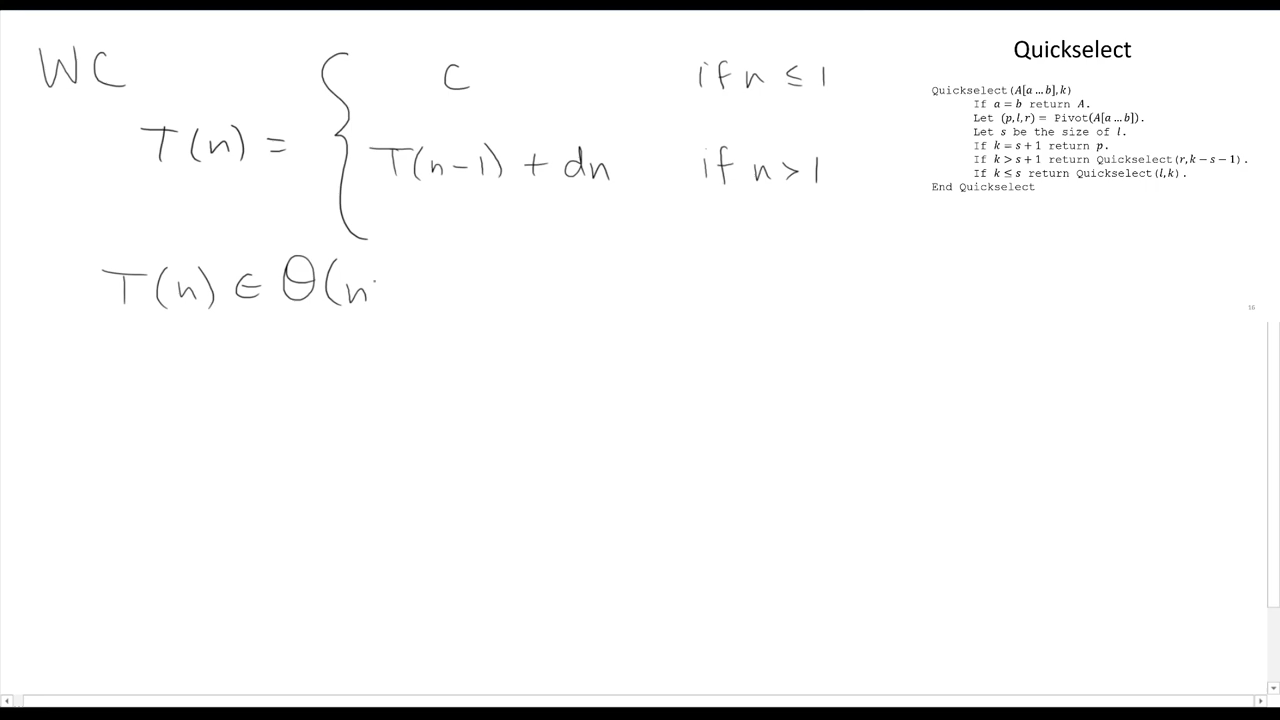 WC
T(n) = { C if n ≤ 1
T(n-1) + dn if n > 1
T(n) ∈ Θ(n
Quickselect
Quickselect(A[a ... b], k)
If a = b return A.
Let (p, l, r) = Pivot(A[a ... b]).
Let s be the size of l.
If k = s + 1 return p.
If k > s + 1 return Quickselect(r, k − s − 1).
If k ≤ s return Quickselect(l, k).
End Quickselect
16